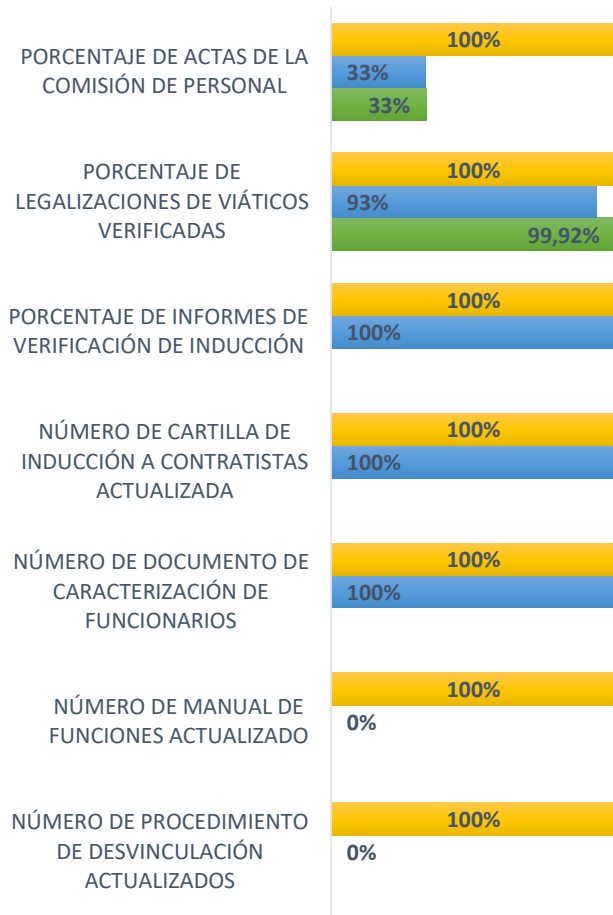 100%
PORCENTAJE DE ACTAS DE LA
COMISIÓN DE PERSONAL
33%
33%
100%
PORCENTAJE DE
LEGALIZACIONES DE VIÁTICOS
VERIFICADAS
93%
99,92%
100%
PORCENTAJE DE INFORMES DE
VERIFICACIÓN DE INDUCCIÓN
100%
100%
NÚMERO DE CARTILLA DE
INDUCCIÓN A CONTRATISTAS
ACTUALIZADA
100%
100%
NÚMERO DE DOCUMENTO DE
CARACTERIZACIÓN DE
FUNCIONARIOS
100%
100%
NÚMERO DE MANUAL DE
FUNCIONES ACTUALIZADO
0%
100%
NÚMERO DE PROCEDIMIENTO
DE DESVINCULACIÓN
ACTUALIZADOS
0%